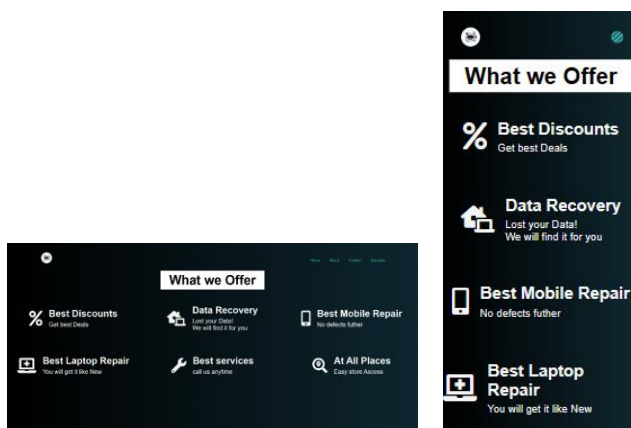 Home About Contact Services
What we Offer
Best Discounts
Get best Deals
Data Recovery
Lost your Data!
We will find it for you
Best Mobile Repair
No defects futher
Best Laptop Repair
You will get it like New
Best services
call us anytime
At All Places
Easy store Ascess
What we Offer
Best Discounts
Get best Deals
Data Recovery
Lost your Data!
We will find it for you
Best Mobile Repair
No defects futher
Best Laptop
Repair
You will get it like New